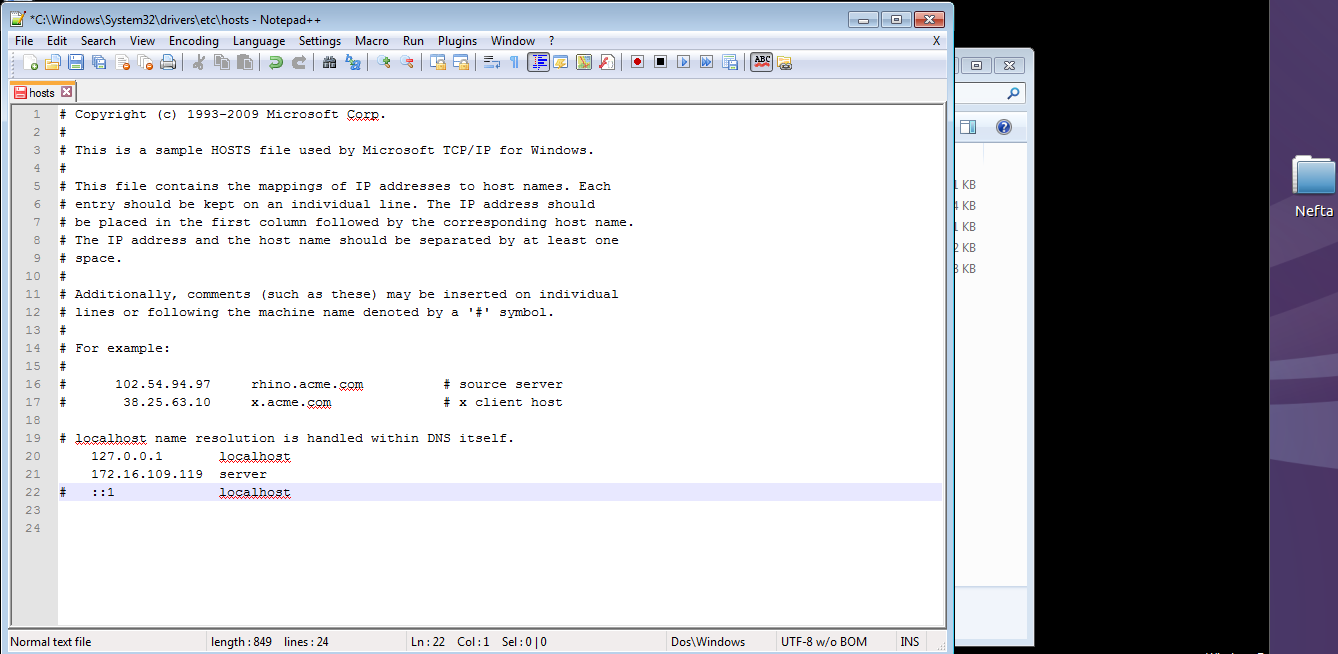 *C:\Windows\System32\drivers\etc\hosts - Notepad++
File Edit Search View Encoding Language Settings Macro Run Plugins Window ? X
ABC
hosts
1 # Copyright (c) 1993-2009 Microsoft Corp.
2 #
3 # This is a sample HOSTS file used by Microsoft TCP/IP for Windows.
4 #
5 # This file contains the mappings of IP addresses to host names. Each
6 # entry should be kept on an individual line. The IP address should
7 # be placed in the first column followed by the corresponding host name.
8 # The IP address and the host name should be separated by at least one
9 # space.
10 #
11 # Additionally, comments (such as these) may be inserted on individual
12 # lines or following the machine name denoted by a '#' symbol.
13 #
14 # For example:
15 #
16 #      102.54.94.97     rhino.acme.com          # source server
17 #       38.25.63.10     x.acme.com              # x client host
18
19 # localhost name resolution is handled within DNS itself.
20     127.0.0.1       localhost
21     172.16.109.119  server
22 #   ::1             localhost
23
24
Normal text file length : 849 lines : 24 Ln : 22 Col : 1 Sel : 0 | 0 Dos\Windows UTF-8 w/o BOM INS
1 KB
4 KB
1 KB
2 KB
3 KB
Nefta